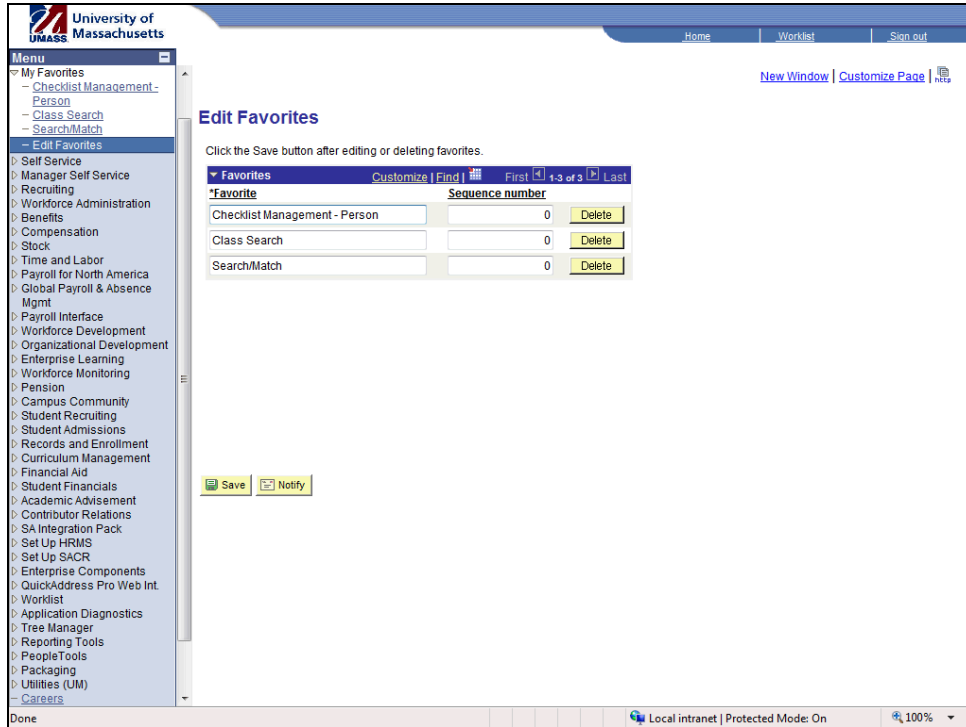 University of
Massachusetts
UMASS
Home
Worklist
Sign out
Menu
My Favorites
– Checklist Management -
Person
– Class Search
– Search/Match
– Edit Favorites
Self Service
Manager Self Service
Recruiting
Workforce Administration
Benefits
Compensation
Stock
Time and Labor
Payroll for North America
Global Payroll & Absence
Mgmt
Payroll Interface
Workforce Development
Organizational Development
Enterprise Learning
Workforce Monitoring
Pension
Campus Community
Student Recruiting
Student Admissions
Records and Enrollment
Curriculum Management
Financial Aid
Student Financials
Academic Advisement
Contributor Relations
SA Integration Pack
Set Up HRMS
Set Up SACR
Enterprise Components
QuickAddress Pro Web Int.
Worklist
Application Diagnostics
Tree Manager
Reporting Tools
PeopleTools
Packaging
Utilities (UM)
– Careers
New Window | Customize Page | http
Edit Favorites
Click the Save button after editing or deleting favorites.
Favorites Customize | Find | First 1-3 of 3 Last
*Favorite Sequence number
Checklist Management - Person 0 Delete
Class Search 0 Delete
Search/Match 0 Delete
Save Notify
Done Local intranet | Protected Mode: On 100%